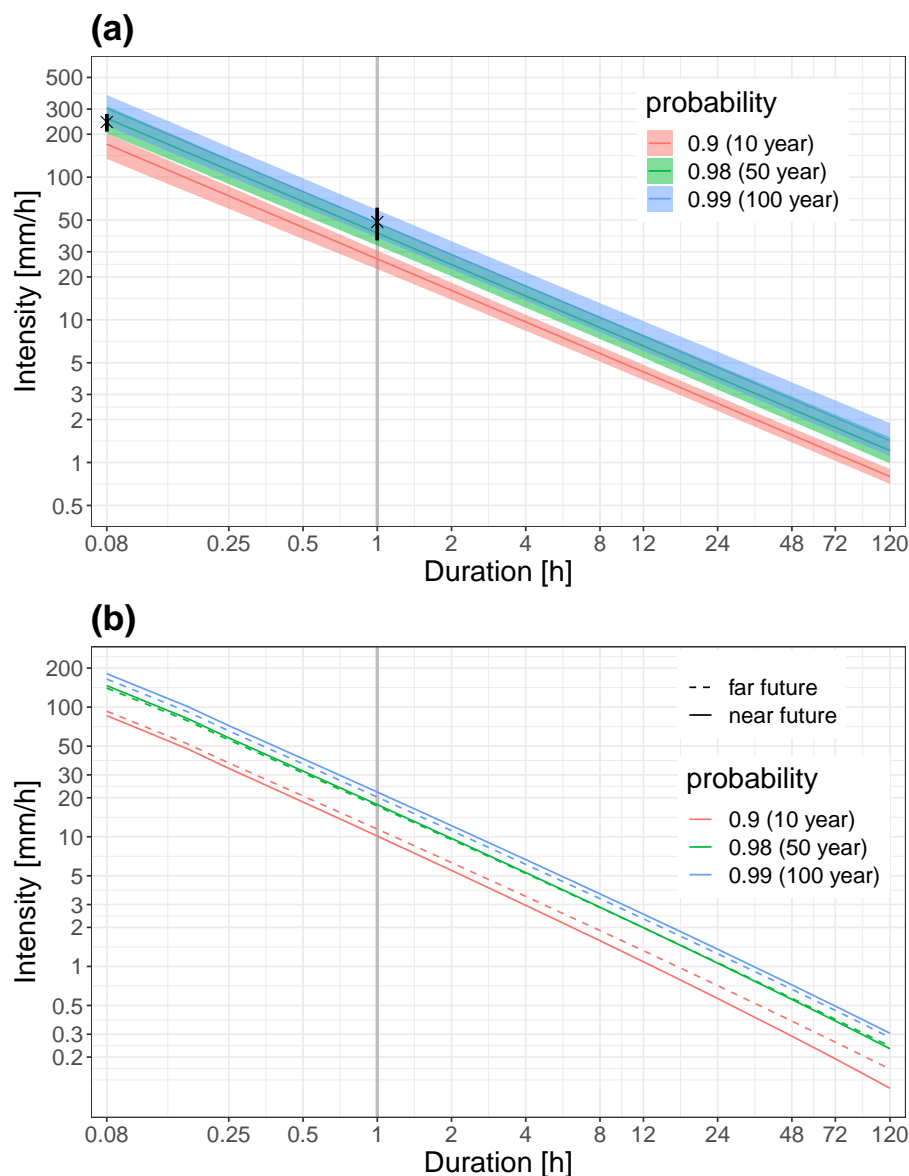 (a)
500
300
200
100
50
30
20
10
5
3
2
1
0.5
Intensity [mm/h]
probability
0.9 (10 year)
0.98 (50 year)
0.99 (100 year)
0.08 0.25 0.5 1 2 4 8 12 24 48 72 120
Duration [h]
(b)
200
100
50
30
20
10
5
3
2
1
0.5
0.3
0.2
Intensity [mm/h]
far future
near future
probability
0.9 (10 year)
0.98 (50 year)
0.99 (100 year)
0.08 0.25 0.5 1 2 4 8 12 24 48 72 120
Duration [h]